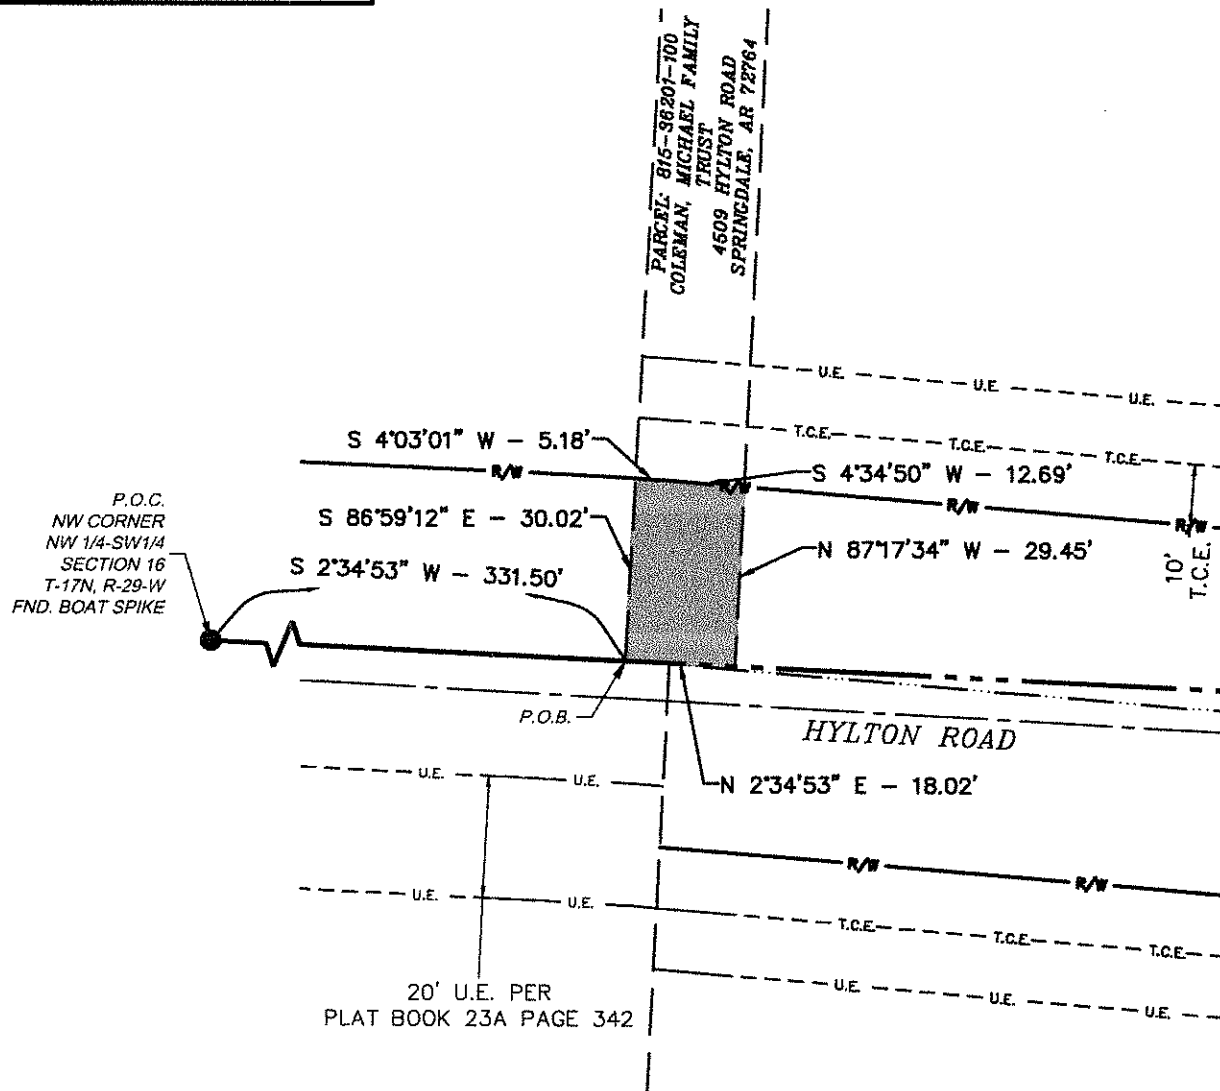 PARCEL: 815-36201-100
COLEMAN, MICHAEL FAMILY
TRUST
4509 HYLTON ROAD
SPRINGDALE, AR 72764
U.E.
U.E.
U.E.
T.C.E.
T.C.E.
T.C.E.
S 4°03'01" W - 5.18'
S 4°34'50" W - 12.69'
R/W
R/W
R/W
R/W
P.O.C.
NW CORNER
NW 1/4-SW1/4
SECTION 16
T-17N, R-29-W
FND. BOAT SPIKE
S 86°59'12" E - 30.02'
N 87°17'34" W - 29.45'
10'
T.C.E.
S 2°34'53" W - 331.50'
P.O.B.
HYLTON ROAD
N 2°34'53" E - 18.02'
U.E.
U.E.
R/W
R/W
U.E.
U.E.
T.C.E.
T.C.E.
T.C.E.
U.E.
U.E.
U.E.
20' U.E. PER
PLAT BOOK 23A PAGE 342